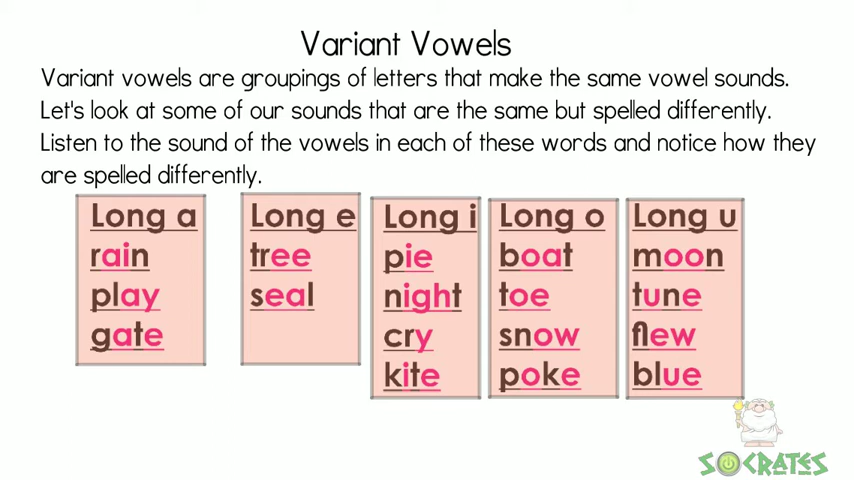 Variant Vowels
Variant vowels are groupings of letters that make the same vowel sounds.
Let's look at some of our sounds that are the same but spelled differently.
Listen to the sound of the vowels in each of these words and notice how they
are spelled differently.
Long a
rain
play
gate
Long e
tree
seal
Long i
pie
night
cry
kite
Long o
boat
toe
snow
poke
Long u
moon
tune
flew
blue
SOCRATES